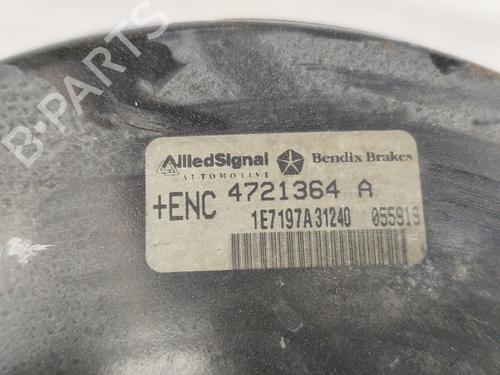 B-PARTS
AlliedSignal Bendix Brakes
AUTOMOTIVE
+ENC 4721364 A
1E7197A31240 055919